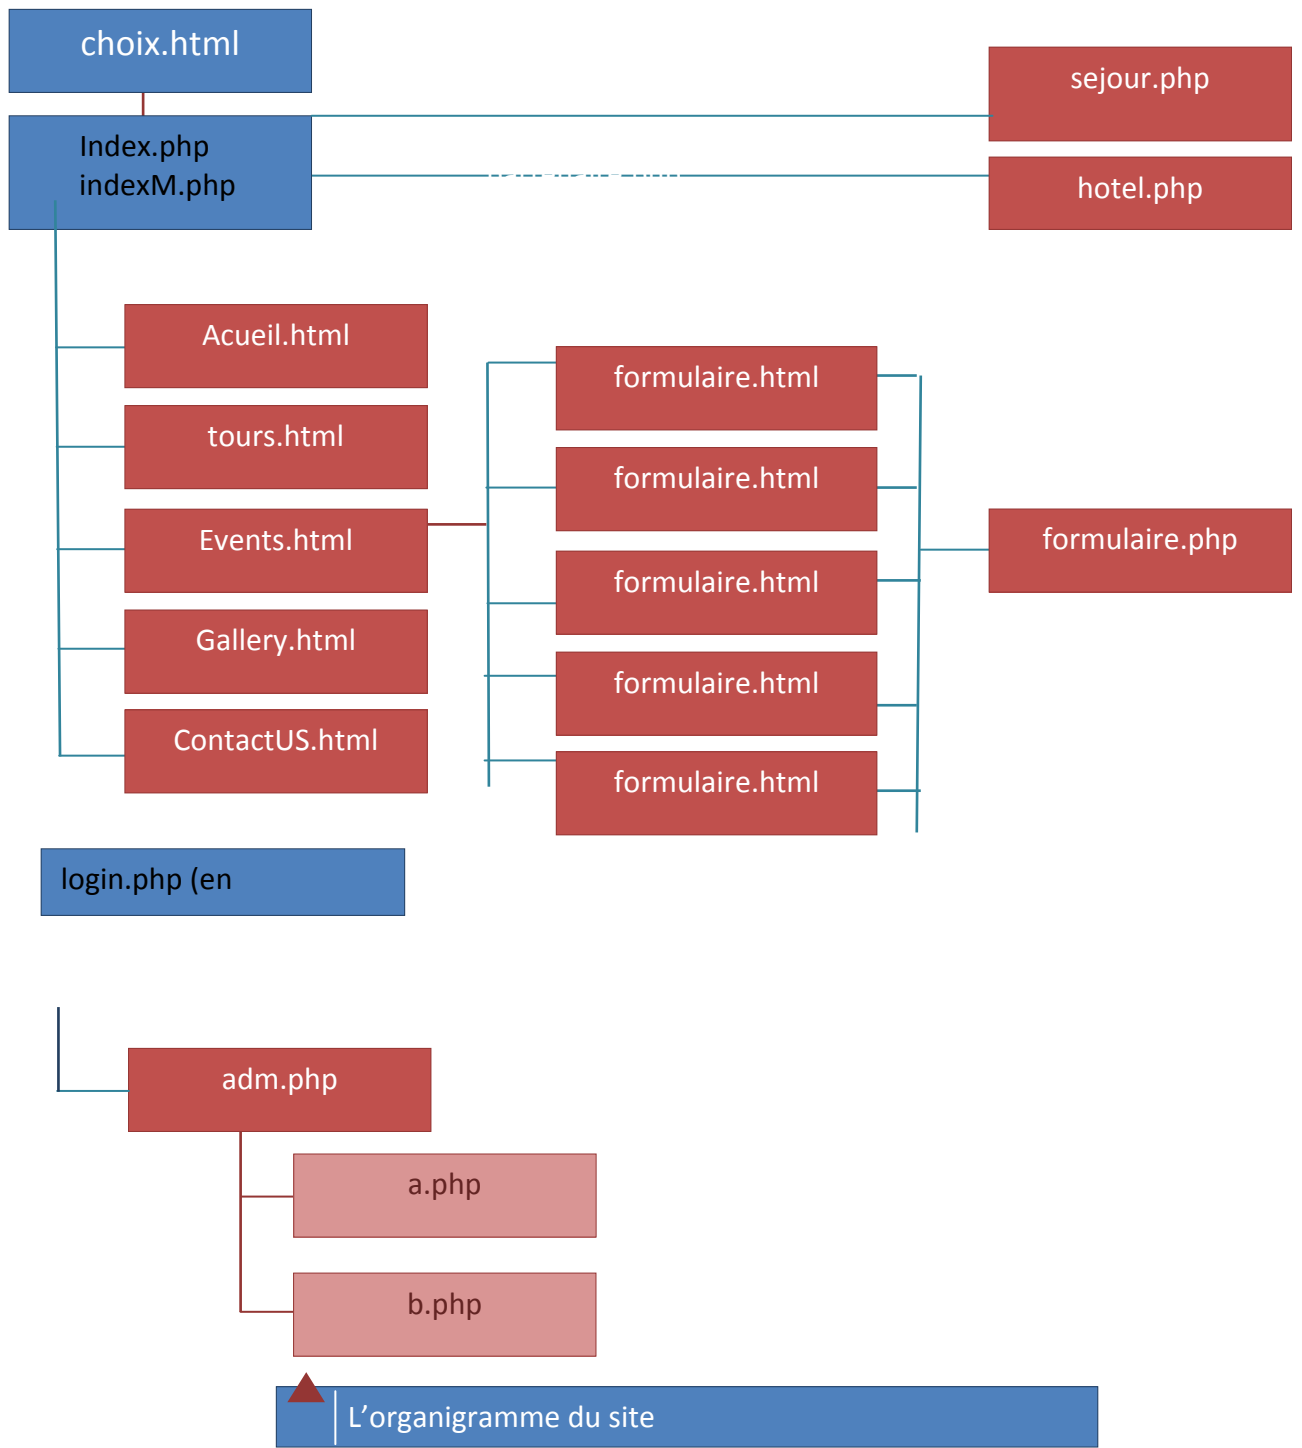 choix.html
sejour.php
Index.php
indexM.php
hotel.php
Acueil.html
formulaire.html
tours.html
formulaire.html
Events.html
formulaire.php
formulaire.html
Gallery.html
formulaire.html
ContactUS.html
formulaire.html
login.php (en
adm.php
a.php
b.php
L'organigramme du site